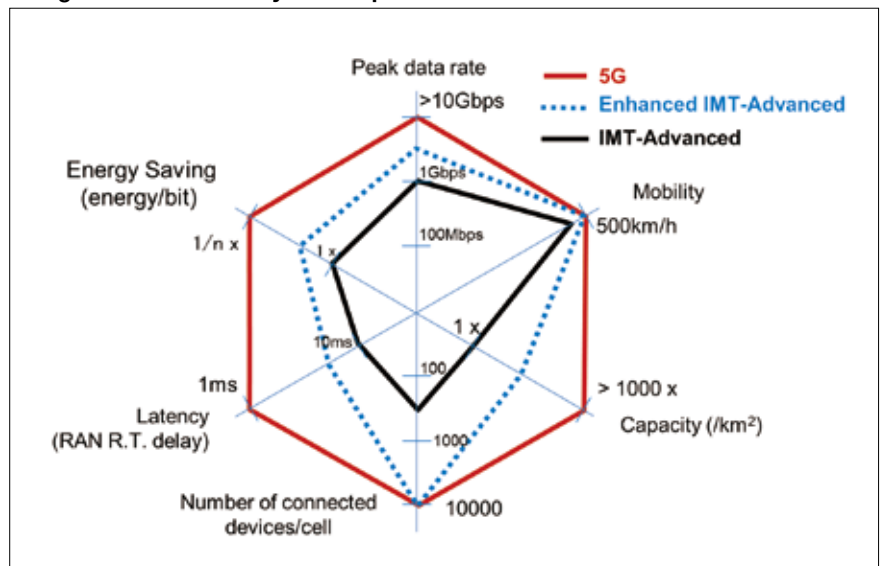 Peak data rate
>10Gbps
5G
Enhanced IMT-Advanced
IMT-Advanced
Energy Saving
(energy/bit)
1/n x
1 x
1Gbps
Mobility
500km/h
100Mbps
10ms
1 x
100
1ms
Latency
(RAN R.T. delay)
> 1000 x
Capacity (/km²)
1000
Number of connected
devices/cell
10000